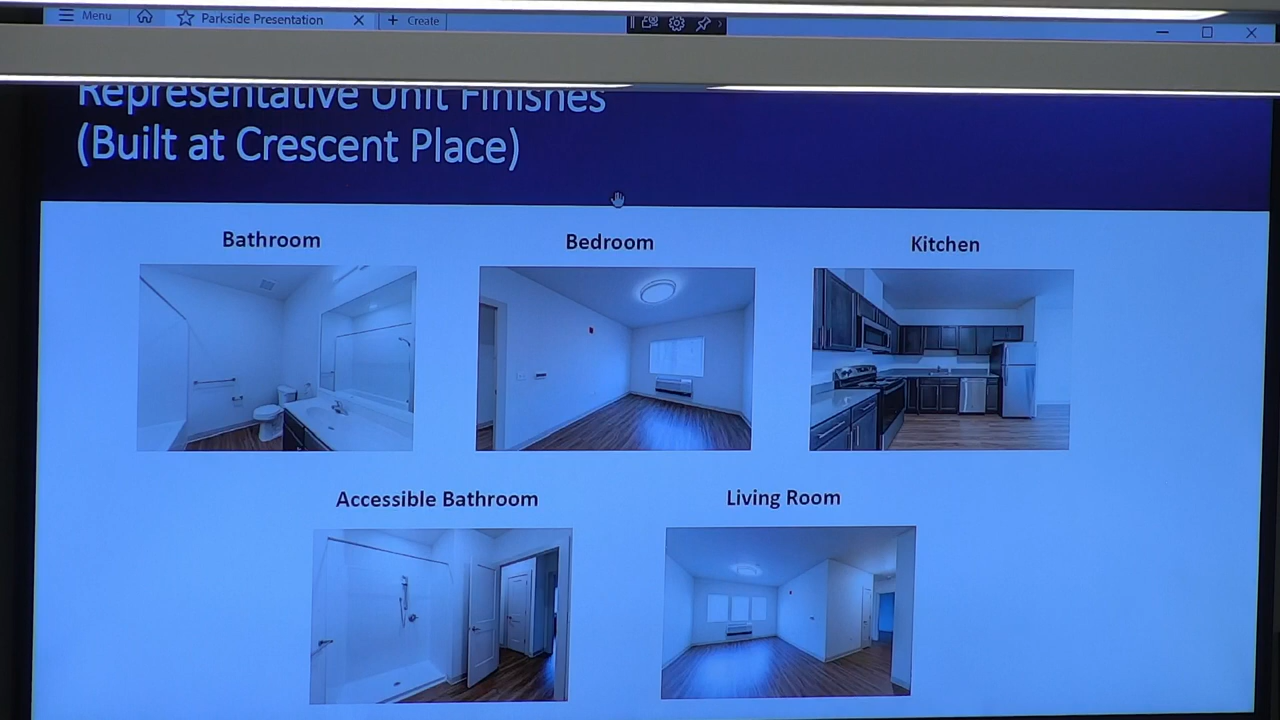 Menu
Parkside Presentation
Create
Representative Unit Finishes
(Built at Crescent Place)
Bathroom
Bedroom
Kitchen
Accessible Bathroom
Living Room